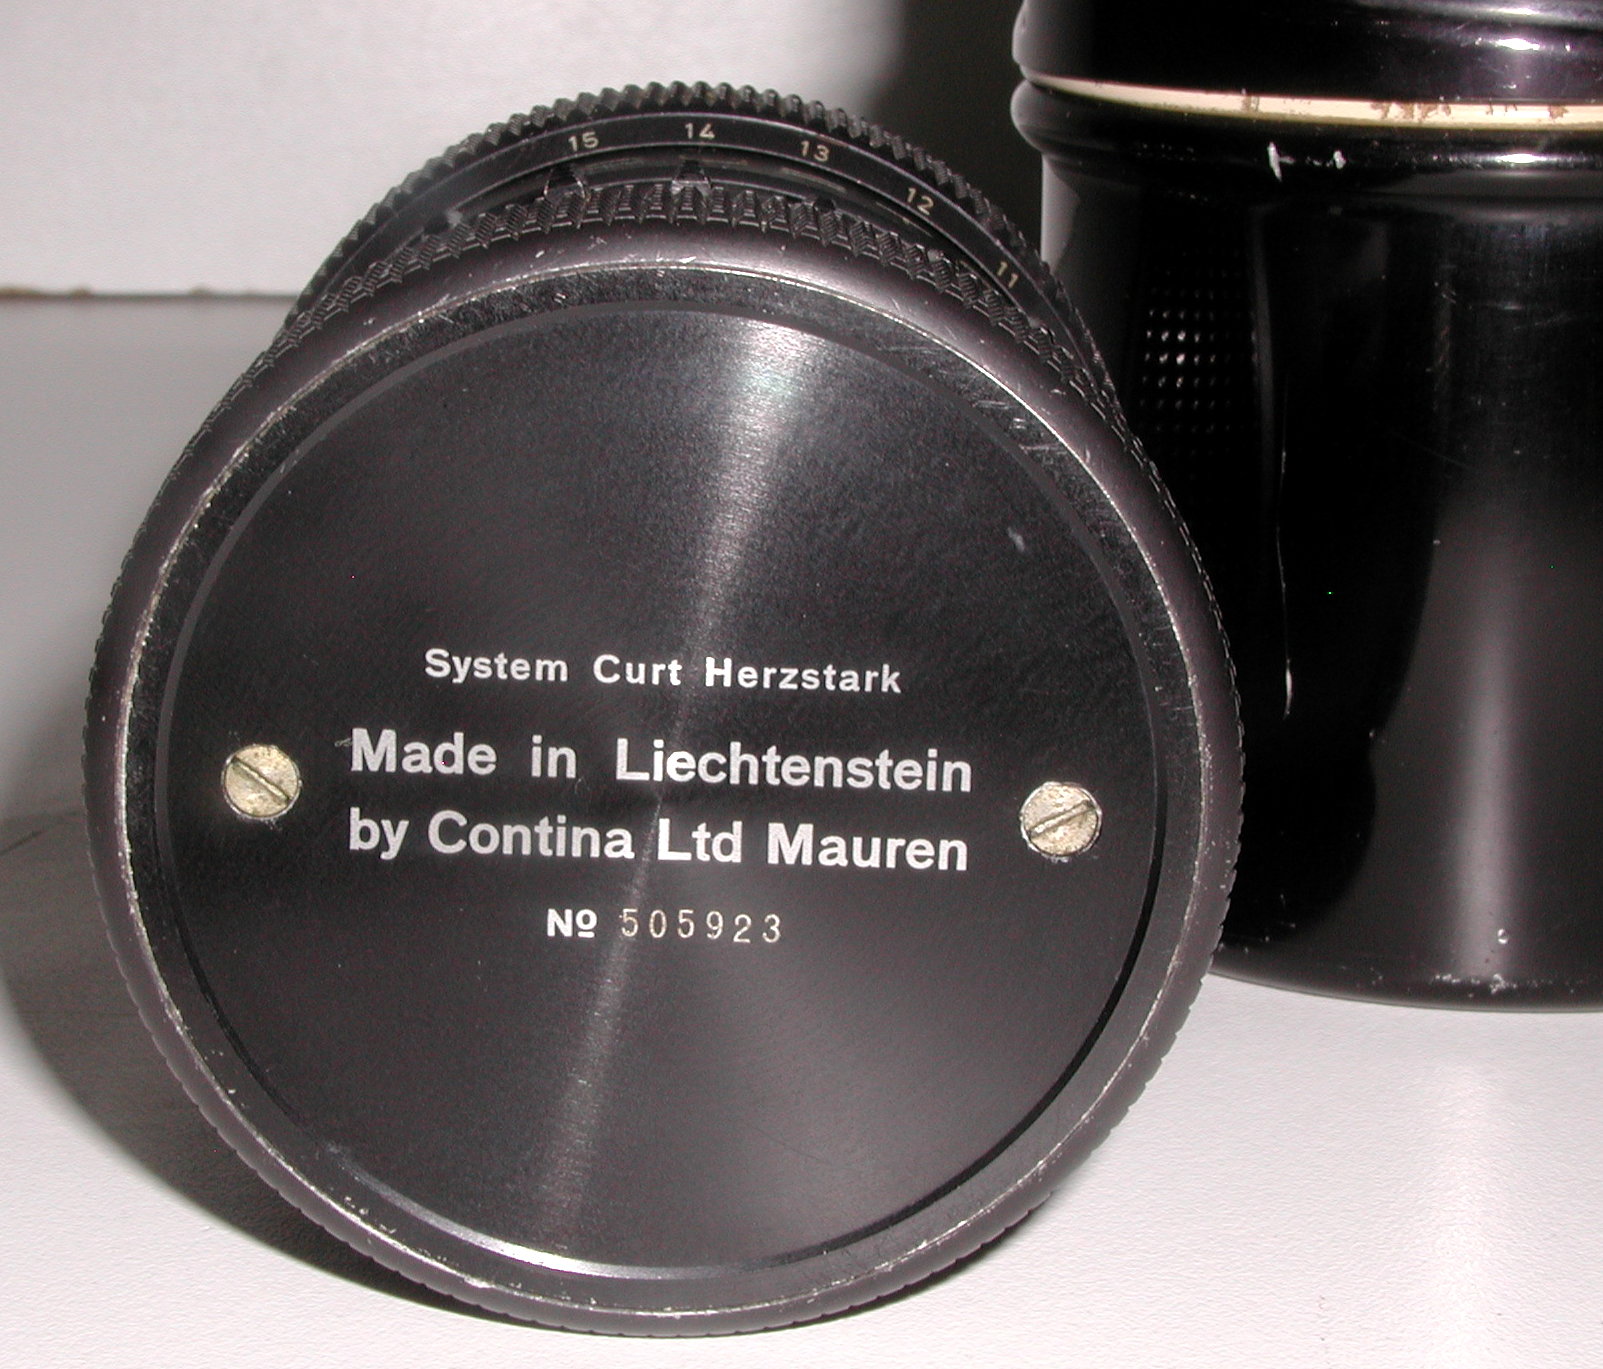 15 14 13 12 11
System Curt Herzstark
Made in Liechtenstein
by Contina Ltd Mauren
Nº 505923